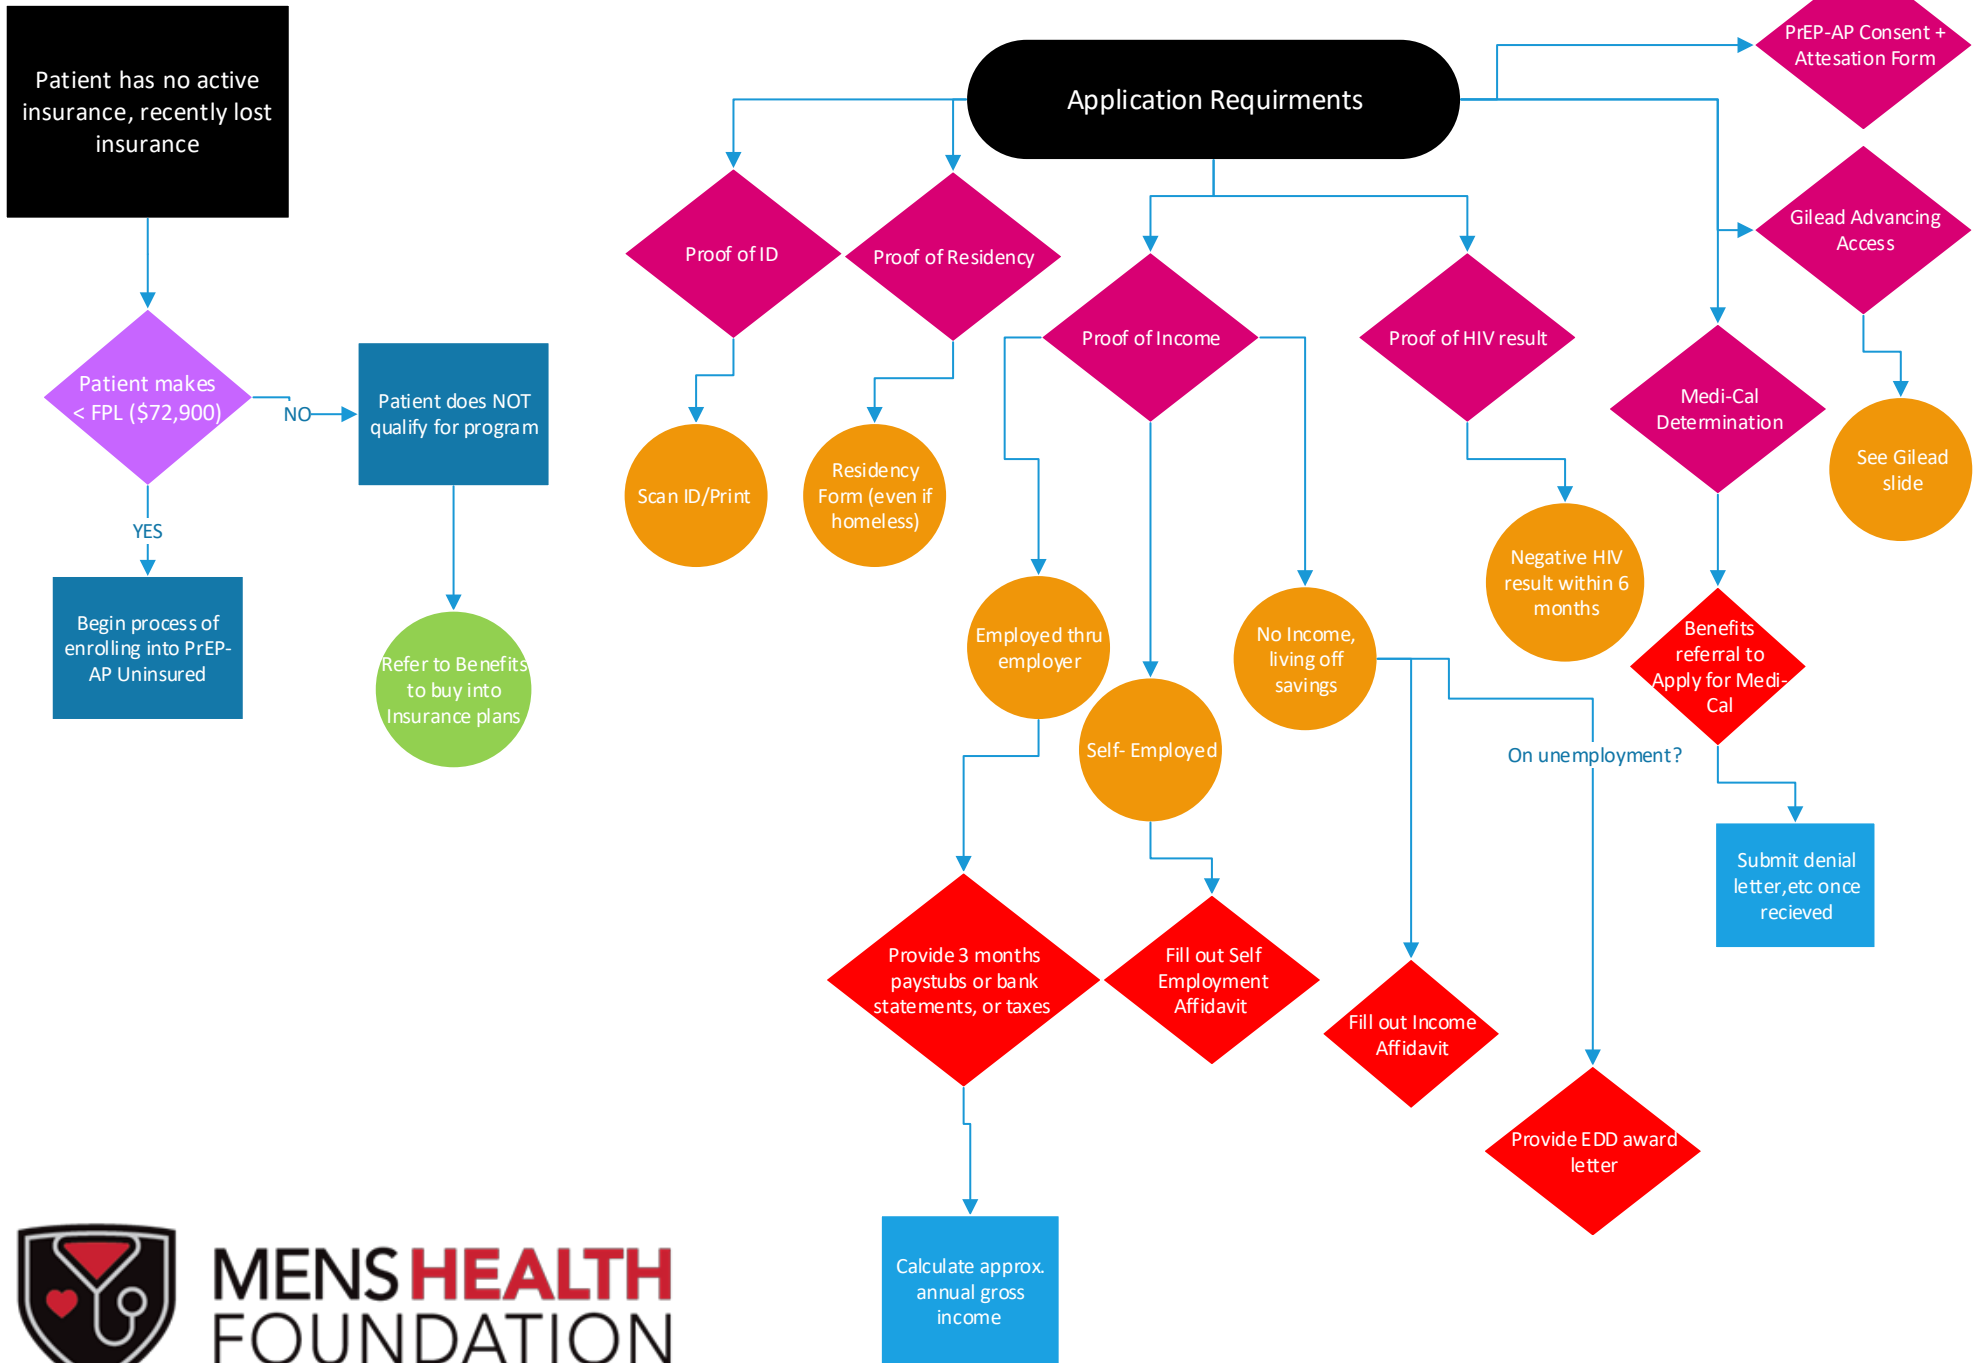 Patient has no active
insurance, recently lost
insurance
Patient makes
< FPL ($72,900)
NO
Patient does NOT
qualify for program
YES
Begin process of
enrolling into PrEP-
AP Uninsured
Refer to Benefits
to buy into
Insurance plans
Application Requirments
PrEP-AP Consent +
Attesation Form
Gilead Advancing
Access
See Gilead
slide
Proof of ID
Scan ID/Print
Proof of Residency
Residency
Form (even if
homeless)
Proof of Income
Employed thru
employer
Provide 3 months
paystubs or bank
statements, or taxes
Calculate approx.
annual gross
income
Self- Employed
Fill out Self
Employment
Affidavit
No Income,
living off
savings
Fill out Income
Affidavit
On unemployment?
Provide EDD award
letter
Proof of HIV result
Negative HIV
result within 6
months
Medi-Cal
Determination
Benefits
referral to
Apply for Medi-
Cal
Submit denial
letter,etc once
recieved
MENS HEALTH
FOUNDATION